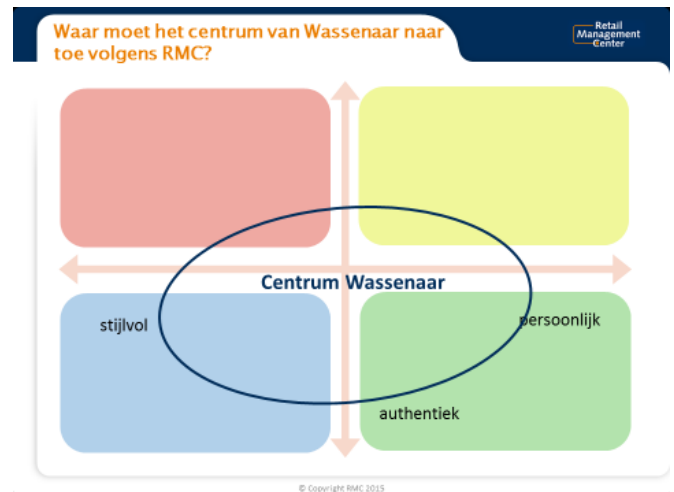 Waar moet het centrum van Wassenaar naar
toe volgens RMC?
Retail
Management
Center
Centrum Wassenaar
stijlvol
persoonlijk
authentiek
© Copyright RMC 2015